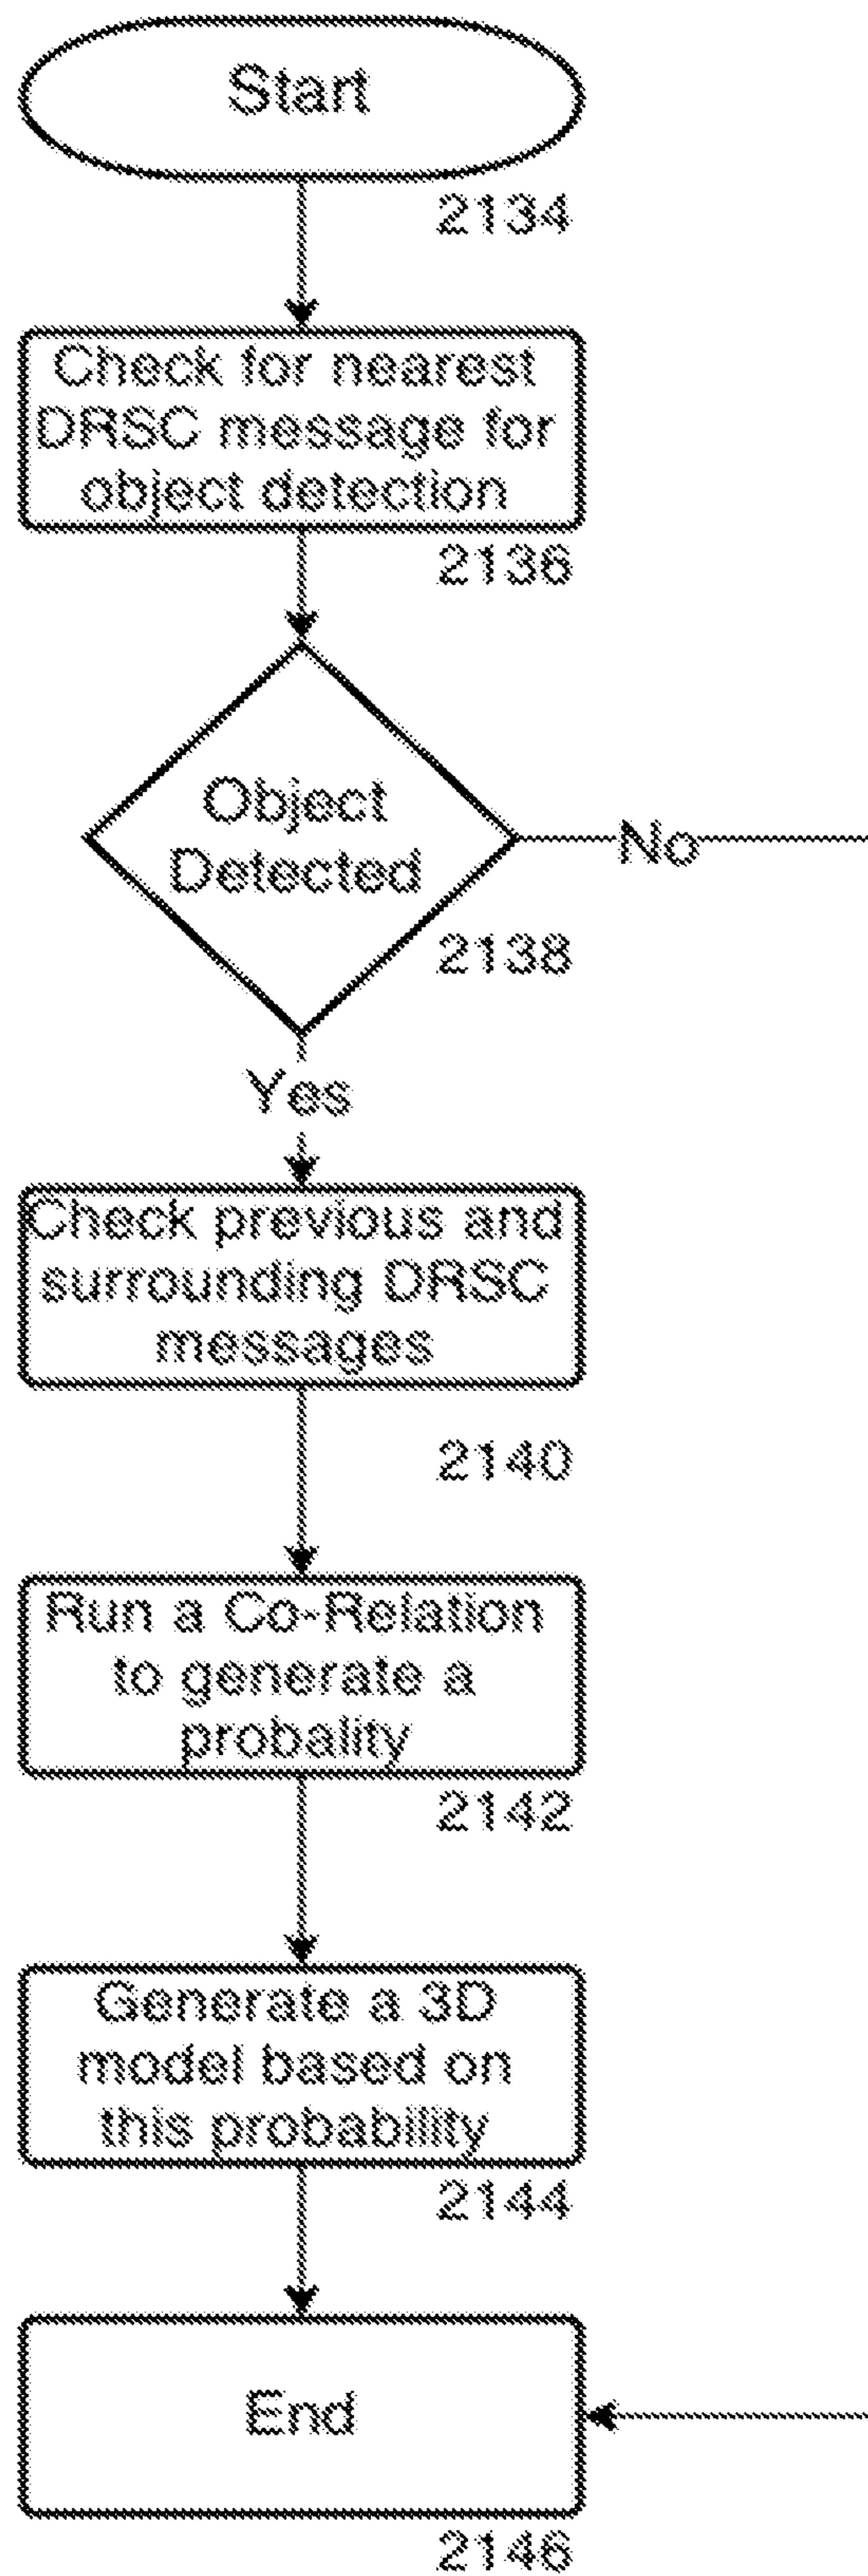 Start
2134
Check for nearest
DRSC message for
object detection
2136
Object
Detected
No
2138
Yes
Check previous and
surrounding DRSC
messages
2140
Run a Co-Relation
to generate a
probality
2142
Generate a 3D
model based on
this probability
2144
End
2146